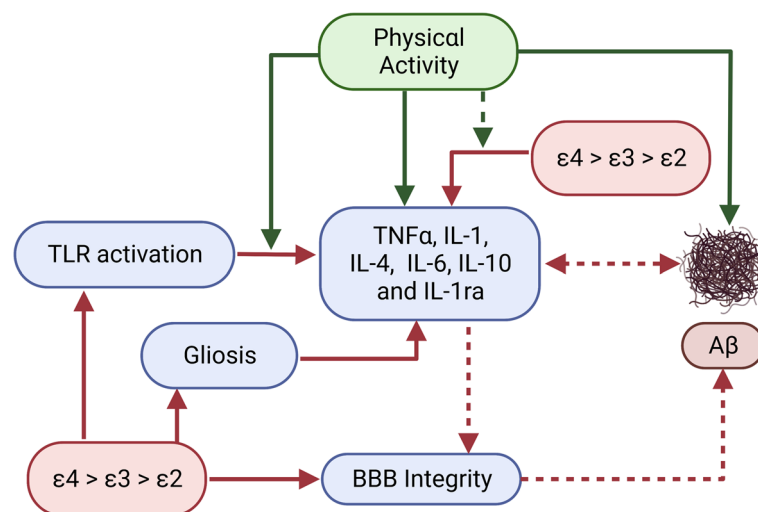 Physical
Activity
ε4 > ε3 > ε2
TLR activation
TNFα, IL-1,
IL-4, IL-6, IL-10
and IL-1ra
Gliosis
Aβ
ε4 > ε3 > ε2
BBB Integrity